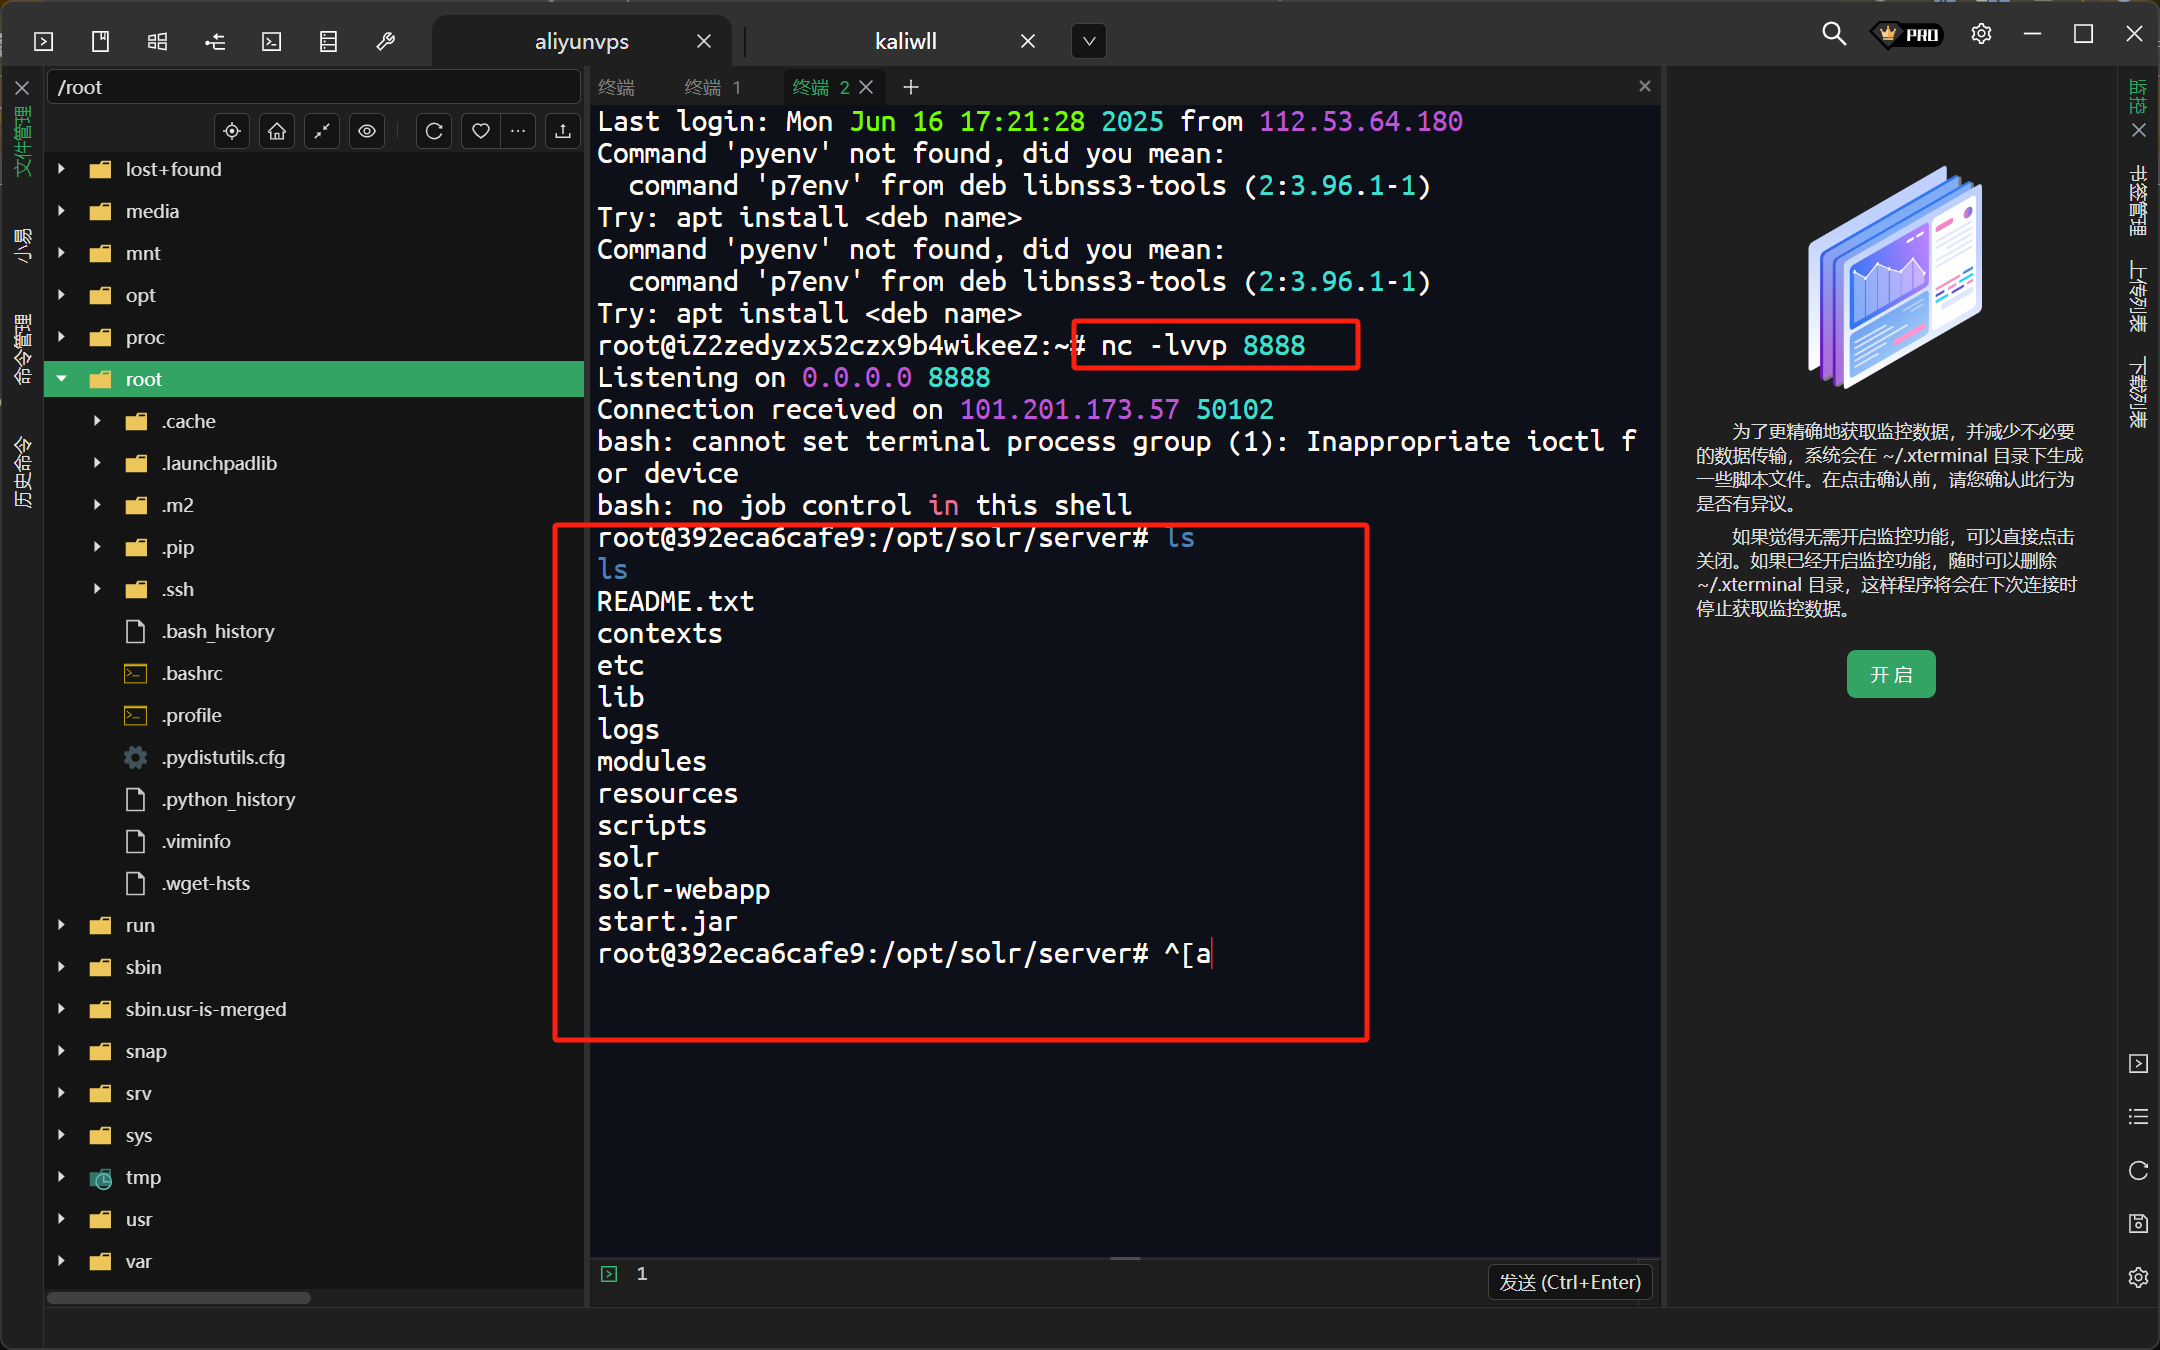 aliyunvps
kaliwll
PRO
/root
终端
终端 1
终端 2
文件管理
小易
命令管理
历史命令
lost+found
media
mnt
opt
proc
root
.cache
.launchpadlib
.m2
.pip
.ssh
.bash_history
.bashrc
.profile
.pydistutils.cfg
.python_history
.viminfo
.wget-hsts
run
sbin
sbin.usr-is-merged
snap
srv
sys
tmp
usr
var
Last login: Mon Jun 16 17:21:28 2025 from 112.53.64.180
Command 'pyenv' not found, did you mean:
  command 'p7env' from deb libnss3-tools (2:3.96.1-1)
Try: apt install <deb name>
Command 'pyenv' not found, did you mean:
  command 'p7env' from deb libnss3-tools (2:3.96.1-1)
Try: apt install <deb name>
root@iZ2zedyzx52czx9b4wikeeZ:~# nc -lvvp 8888
Listening on 0.0.0.0 8888
Connection received on 101.201.173.57 50102
bash: cannot set terminal process group (1): Inappropriate ioctl f
or device
bash: no job control in this shell
root@392eca6cafe9:/opt/solr/server# ls
ls
README.txt
contexts
etc
lib
logs
modules
resources
scripts
solr
solr-webapp
start.jar
root@392eca6cafe9:/opt/solr/server# ^[a
1
发送 (Ctrl+Enter)
为了更精确地获取监控数据，并减少不必要
的数据传输，系统会在 ~/.xterminal 目录下生成
一些脚本文件。在点击确认前，请您确认此行为
是否有异议。
如果觉得无需开启监控功能，可以直接点击
关闭。如果已经开启监控功能，随时可以删除
~/.xterminal 目录，这样程序将会在下次连接时
停止获取监控数据。
开启
监控
书签管理
上传列表
下载列表